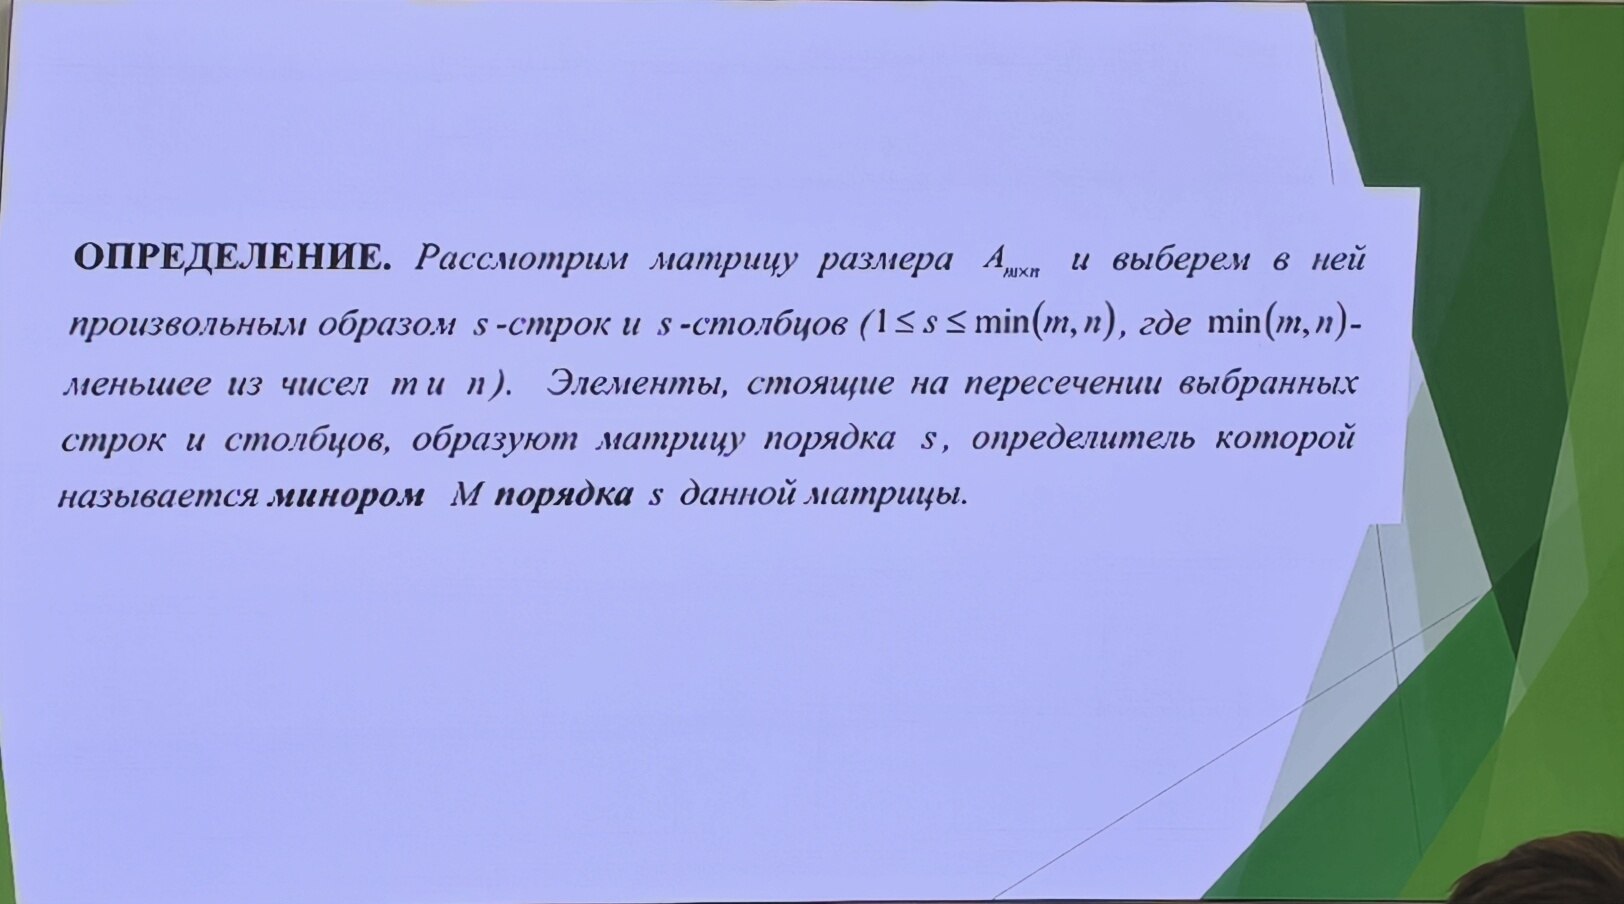 ОПРЕДЕЛЕНИЕ. Рассмотрим матрицу размера Aₘₓₙ и выберем в ней
произвольным образом s -строк и s -столбцов (1 ≤ s ≤ min(m, n), где min(m, n)-
меньшее из чисел m и n). Элементы, стоящие на пересечении выбранных
строк и столбцов, образуют матрицу порядка s, определитель которой
называется минором M порядка s данной матрицы.